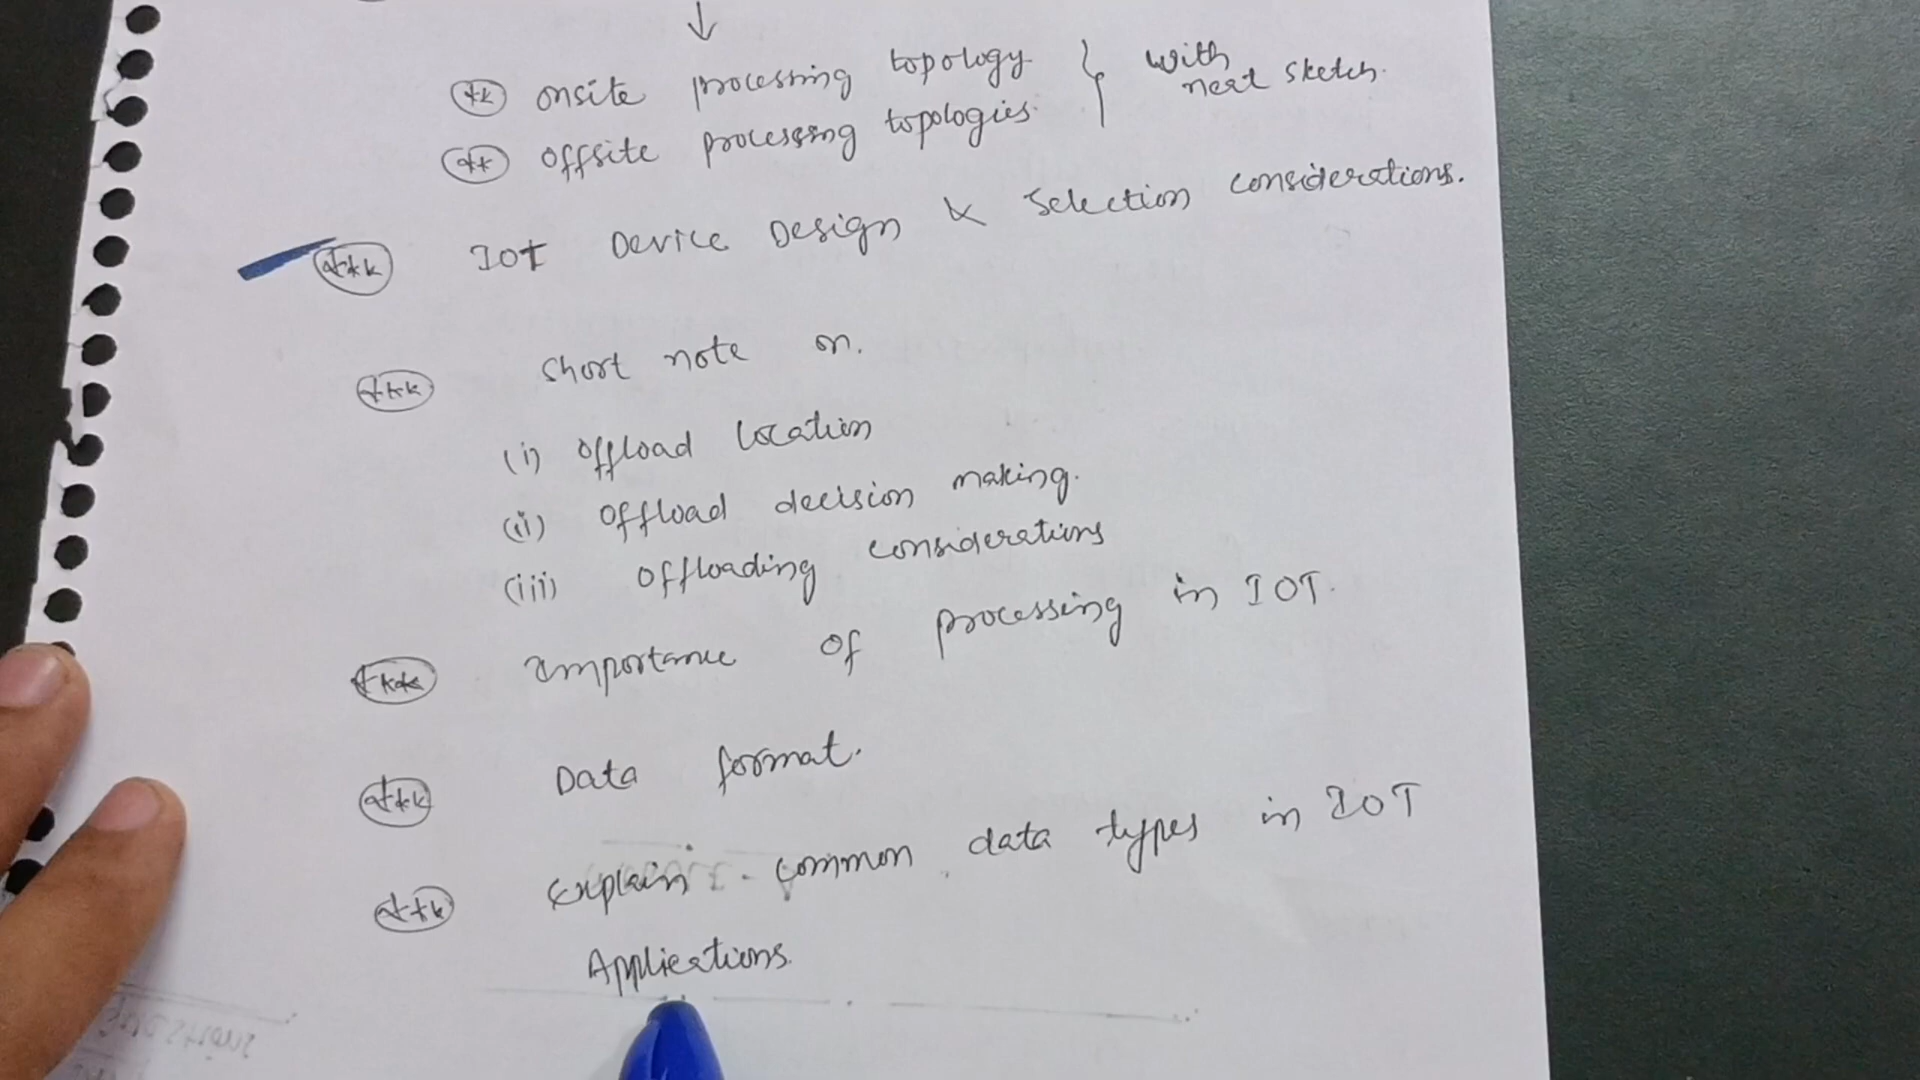 ** onsite processing topology } with
neat sketch.
** offsite processing topologies.
*** IOT Device Design & Selection considerations.
*** Short note on.
(i) offload location
(ii) offload decision making.
(iii) offloading considerations
*** Importance of processing in IOT.
*** Data format.
*** Explain common data types in IOT
Applications.